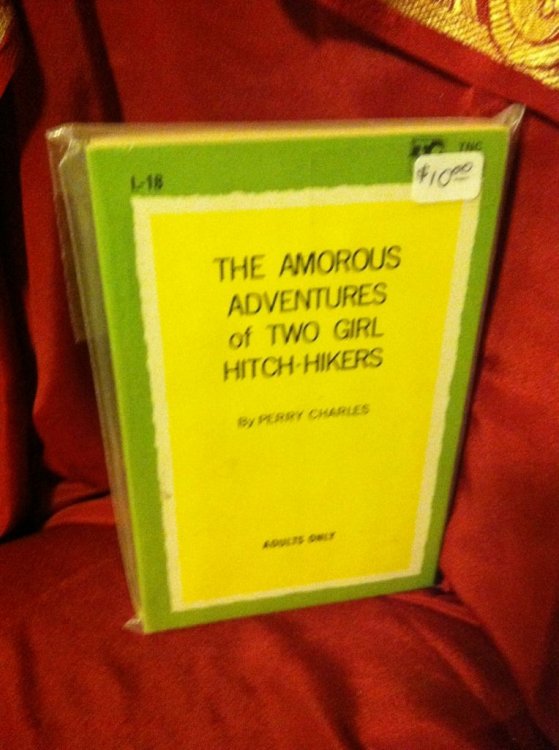 L-18
$10.00
THE AMOROUS
ADVENTURES
of TWO GIRL
HITCH-HIKERS
By PERRY CHARLES
ADULTS ONLY